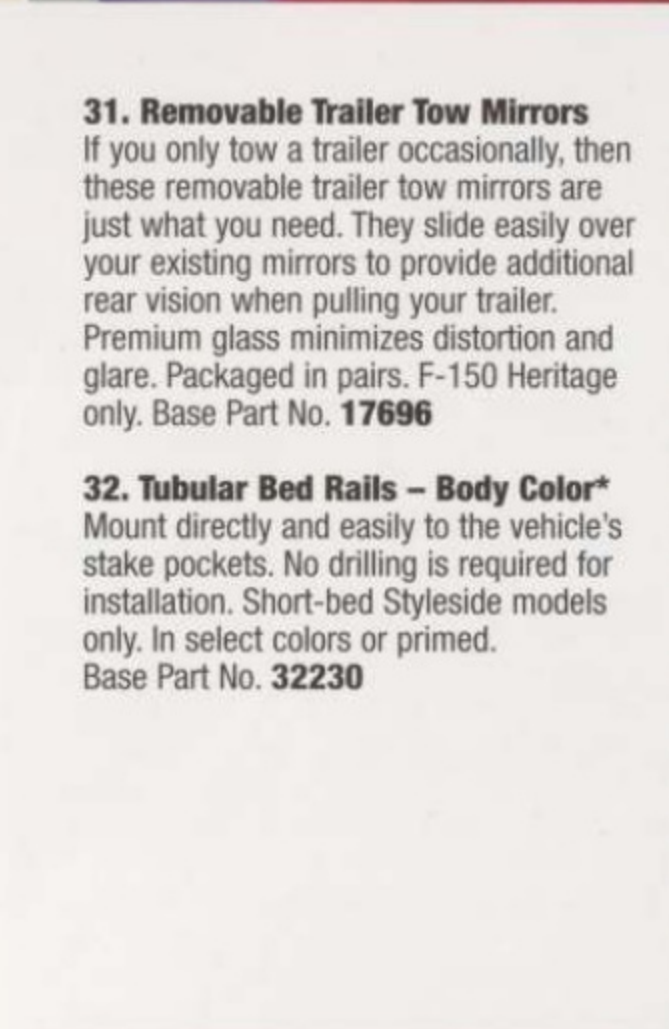 31. Removable Trailer Tow Mirrors
If you only tow a trailer occasionally, then
these removable trailer tow mirrors are
just what you need. They slide easily over
your existing mirrors to provide additional
rear vision when pulling your trailer.
Premium glass minimizes distortion and
glare. Packaged in pairs. F-150 Heritage
only. Base Part No. 17696
32. Tubular Bed Rails – Body Color*
Mount directly and easily to the vehicle's
stake pockets. No drilling is required for
installation. Short-bed Styleside models
only. In select colors or primed.
Base Part No. 32230